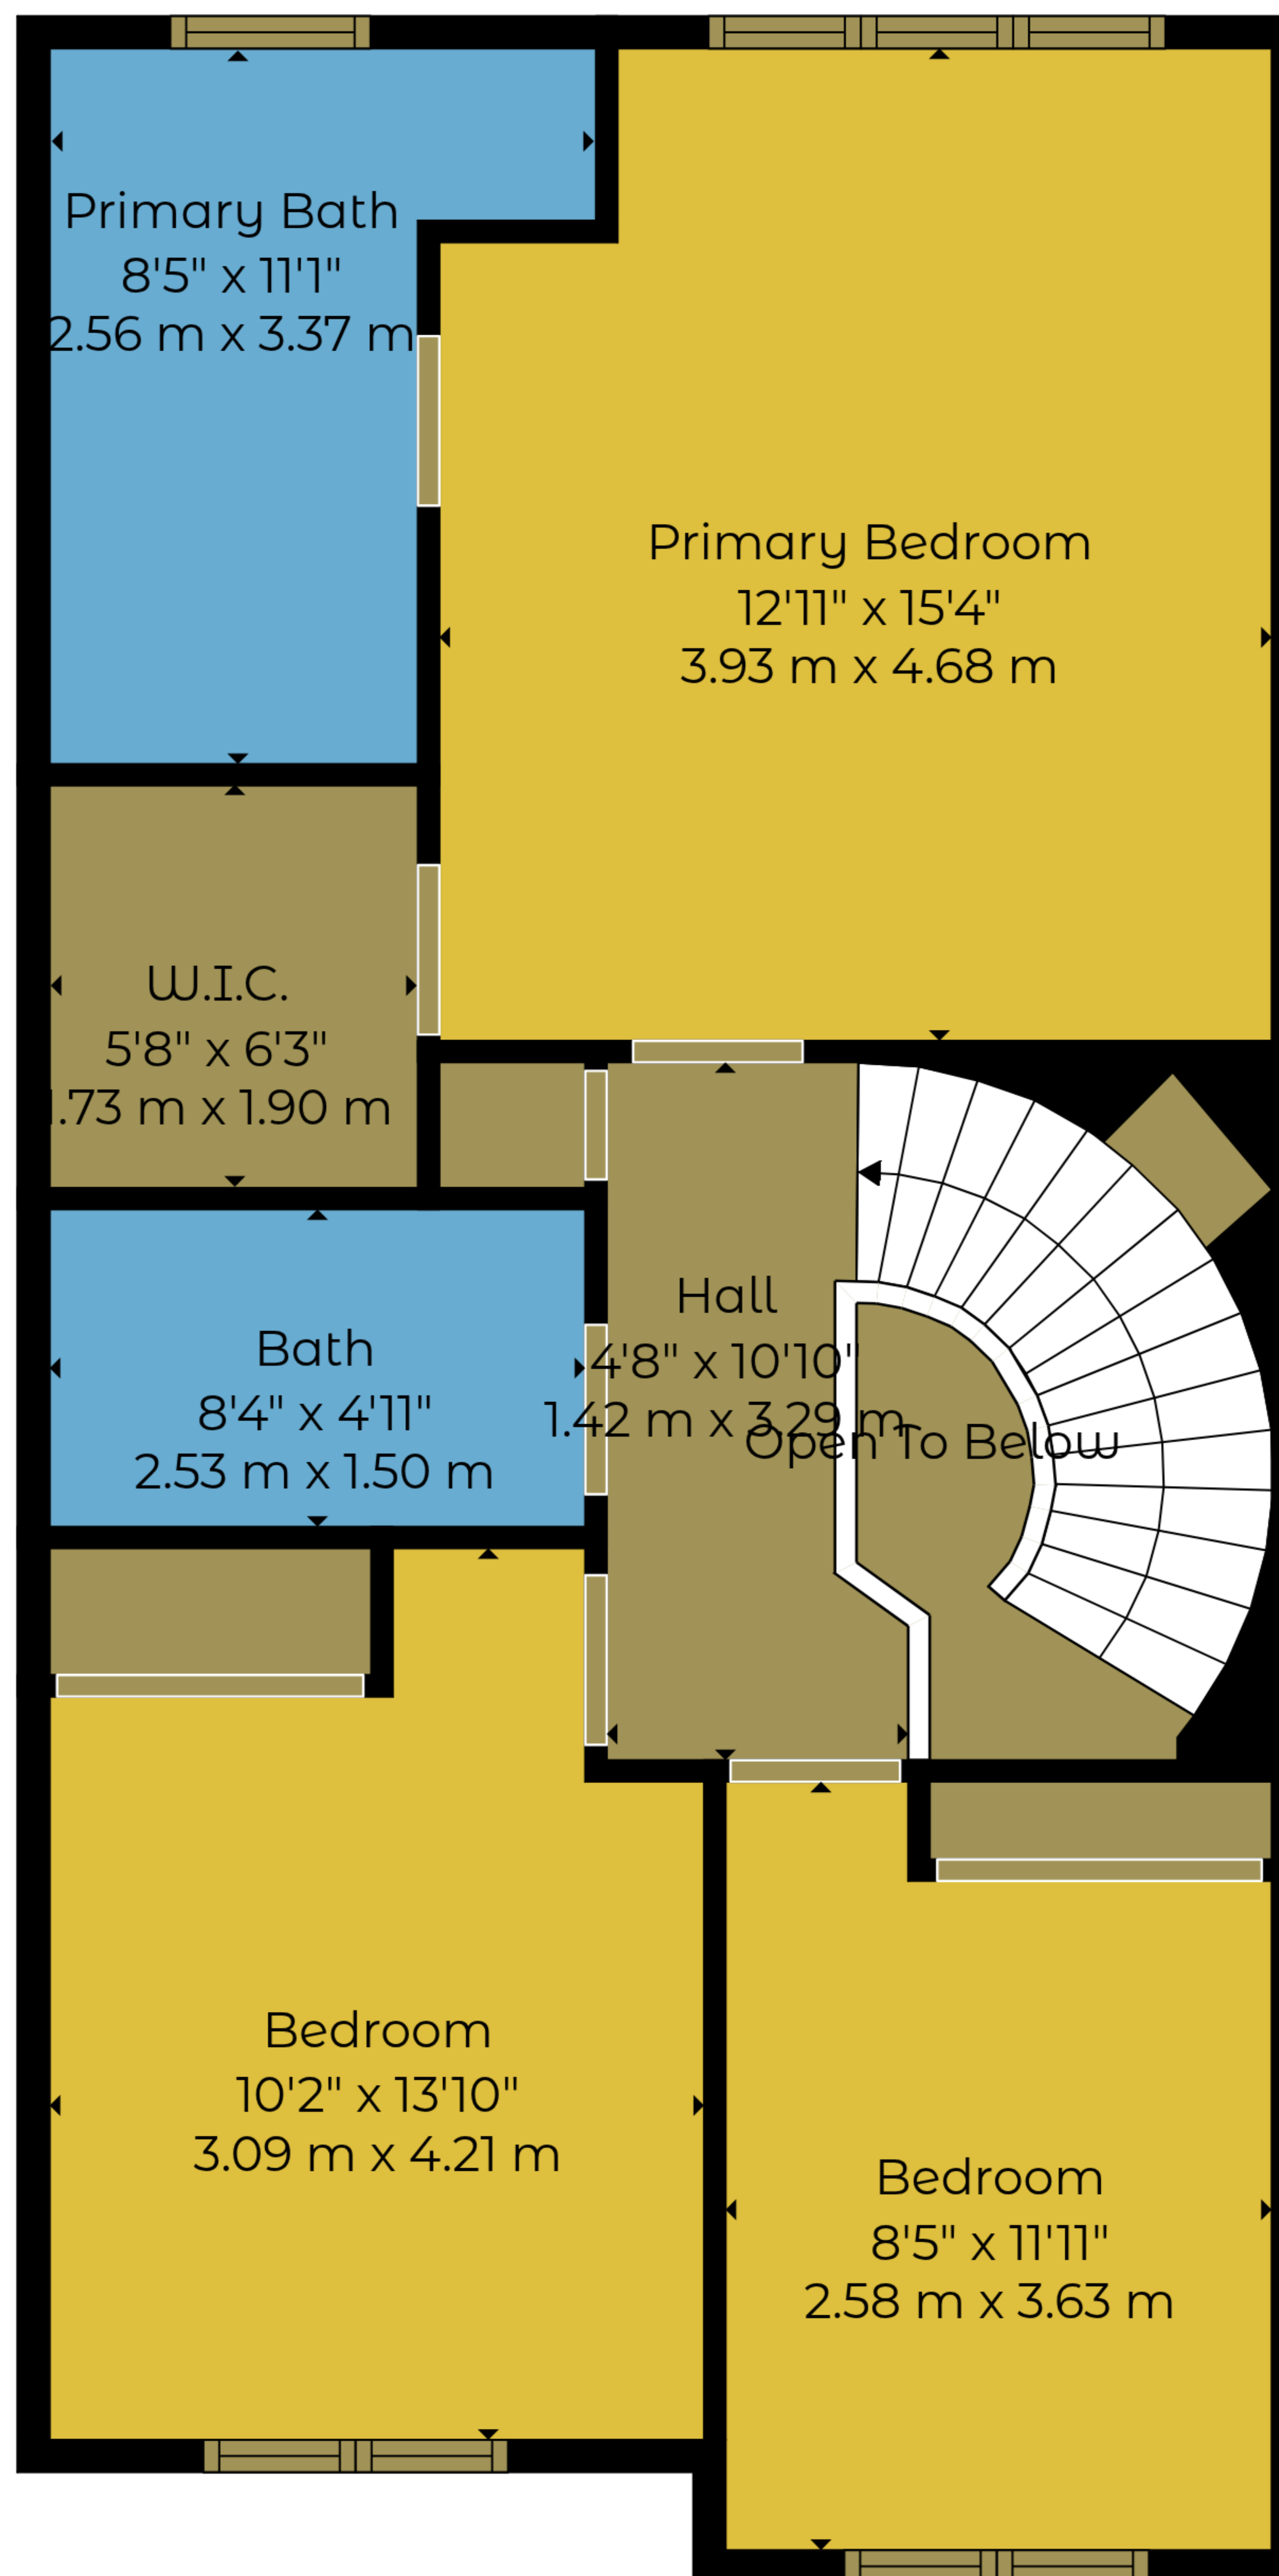 Primary Bath
8'5" x 11'1"
2.56 m x 3.37 m
Primary Bedroom
12'11" x 15'4"
3.93 m x 4.68 m
W.I.C.
5'8" x 6'3"
1.73 m x 1.90 m
Hall
4'8" x 10'10"
1.42 m x 3.29 m
Open To Below
Bath
8'4" x 4'11"
2.53 m x 1.50 m
Bedroom
10'2" x 13'10"
3.09 m x 4.21 m
Bedroom
8'5" x 11'11"
2.58 m x 3.63 m